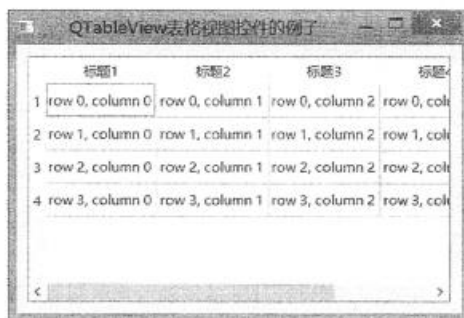 QTableView表格视图控件的例子
标题1 标题2 标题3 标题4
1 row 0, column 0 row 0, column 1 row 0, column 2 row 0, col
2 row 1, column 0 row 1, column 1 row 1, column 2 row 1, col
3 row 2, column 0 row 2, column 1 row 2, column 2 row 2, col
4 row 3, column 0 row 3, column 1 row 3, column 2 row 3, col